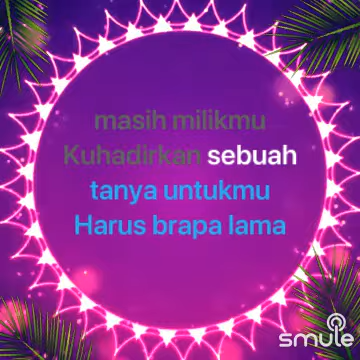 masih milikmu
Kuhadirkan sebuah
tanya untukmu
Harus brapa lama
smule